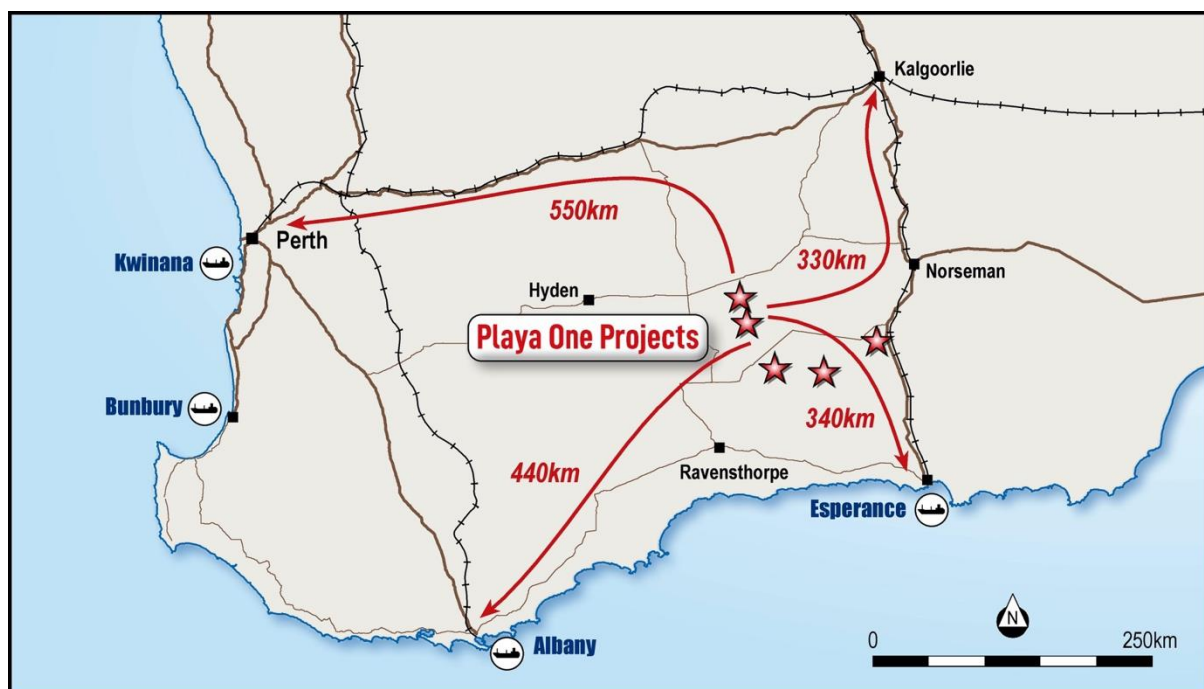 Kalgoorlie
550km
Perth
Kwinana
330km
Norseman
Hyden
Playa One Projects
Bunbury
340km
440km
Ravensthorpe
Esperance
Albany
N
0
250km